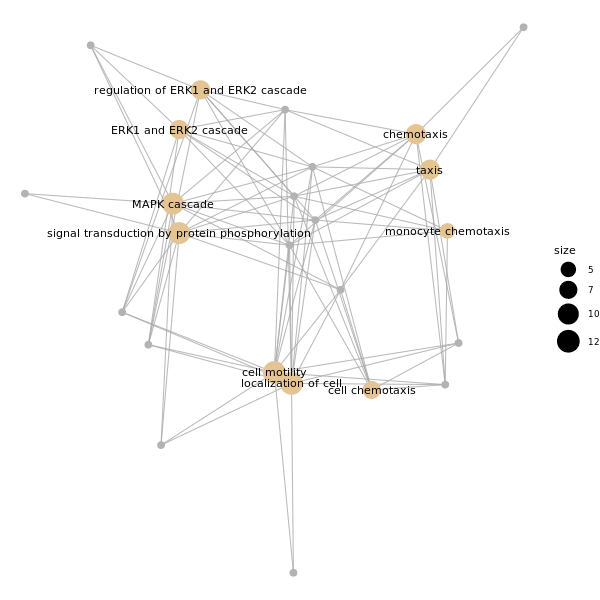 regulation of ERK1 and ERK2 cascade
ERK1 and ERK2 cascade
chemotaxis
taxis
MAPK cascade
signal transduction by protein phosphorylation
monocyte chemotaxis
size
5
7
10
12
cell motility
localization of cell
cell chemotaxis